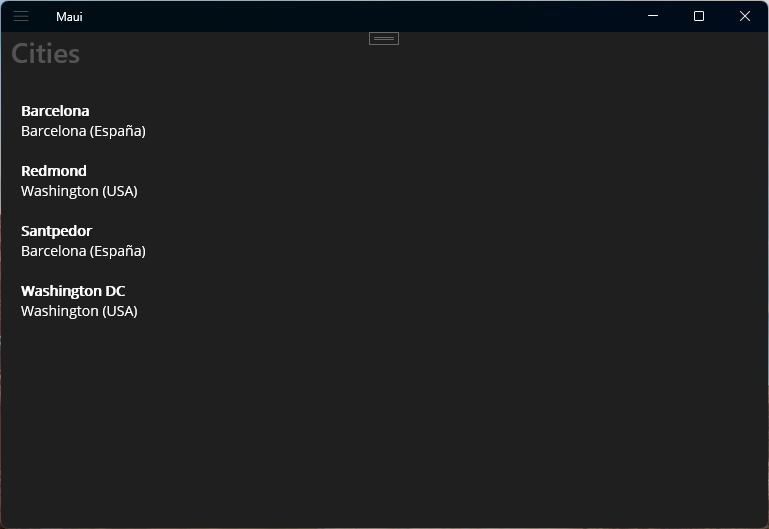 Maui
Cities
Barcelona
Barcelona (España)
Redmond
Washington (USA)
Santpedor
Barcelona (España)
Washington DC
Washington (USA)